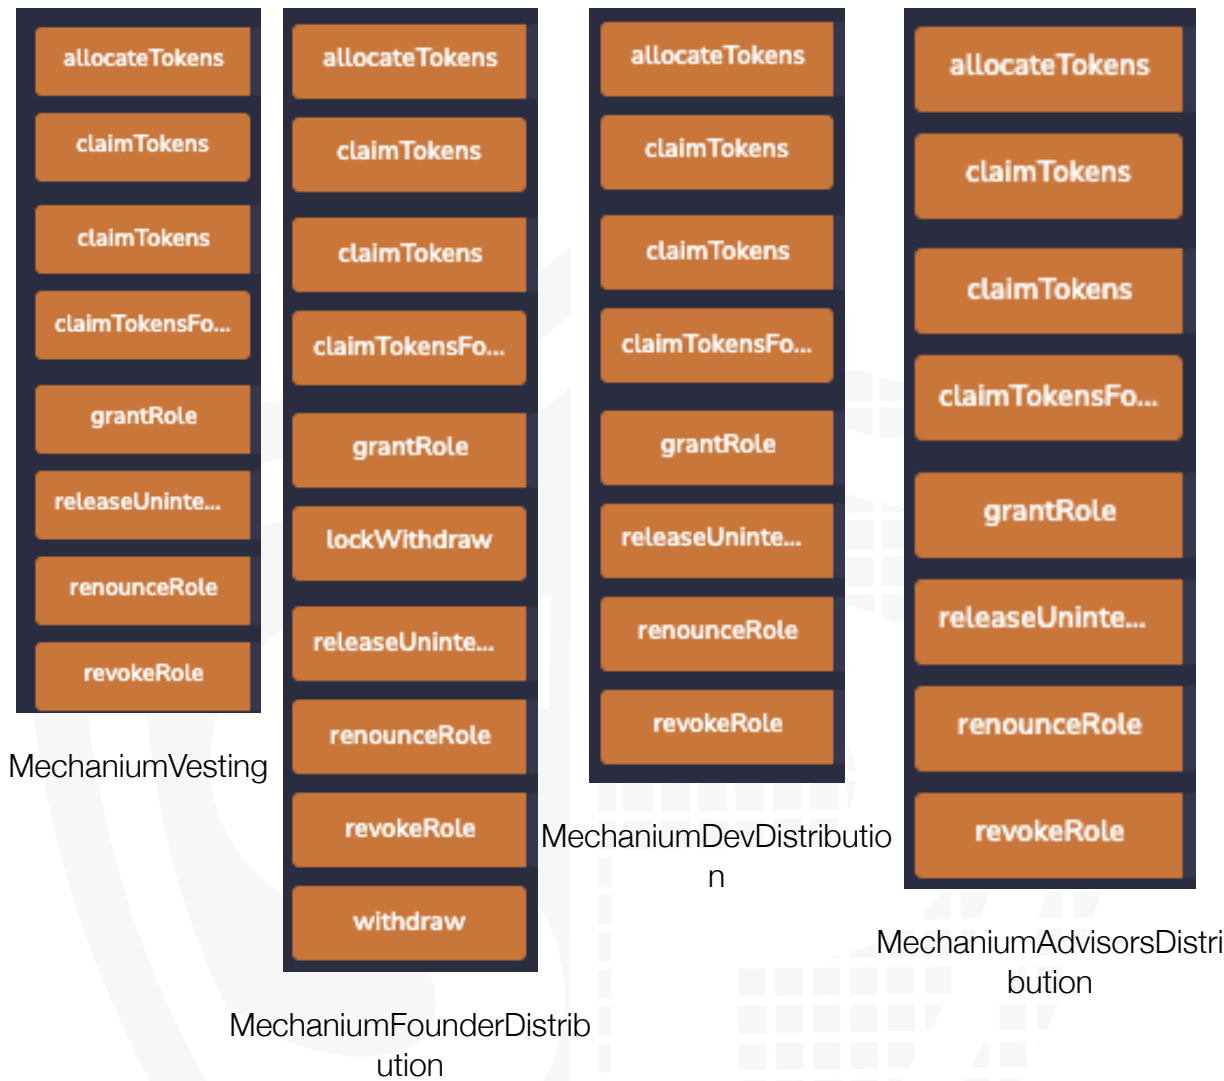 allocateTokens
claimTokens
claimTokens
claimTokensFo...
grantRole
releaseUninte...
renounceRole
revokeRole
MechaniumVesting
allocateTokens
claimTokens
claimTokens
claimTokensFo...
grantRole
lockWithdraw
releaseUninte...
renounceRole
revokeRole
withdraw
MechaniumFounderDistrib
ution
allocateTokens
claimTokens
claimTokens
claimTokensFo...
grantRole
releaseUninte...
renounceRole
revokeRole
MechaniumDevDistributio
n
allocateTokens
claimTokens
claimTokens
claimTokensFo...
grantRole
releaseUninte...
renounceRole
revokeRole
MechaniumAdvisorsDistri
bution